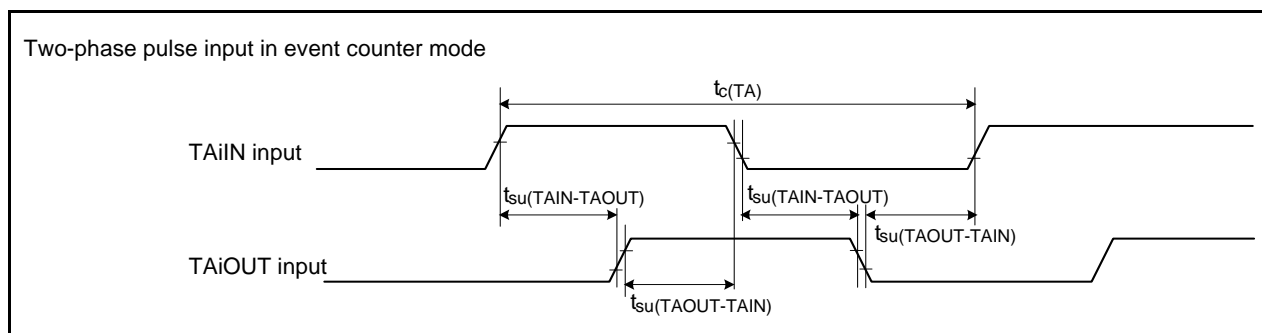 Two-phase pulse input in event counter mode
tc(TA)
TAiIN input
tsu(TAIN-TAOUT)
tsu(TAIN-TAOUT)
tsu(TAOUT-TAIN)
TAiOUT input
tsu(TAOUT-TAIN)